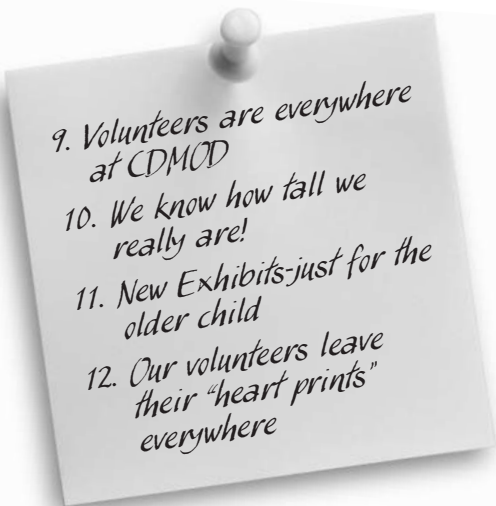 9. Volunteers are everywhere
at CDMOD
10. We know how tall we
really are!
11. New Exhibits-just for the
older child
12. Our volunteers leave
their “heart prints”
everywhere